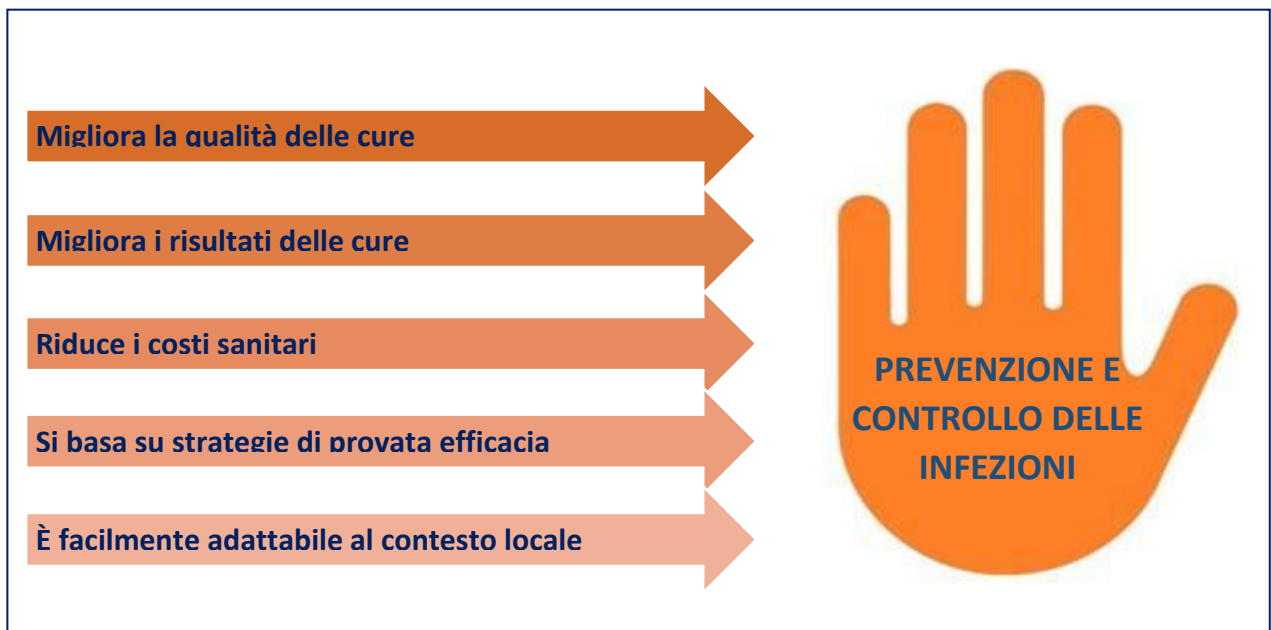 Migliora la qualità delle cure
Migliora i risultati delle cure
Riduce i costi sanitari
Si basa su strategie di provata efficacia
È facilmente adattabile al contesto locale
PREVENZIONE E
CONTROLLO DELLE
INFEZIONI